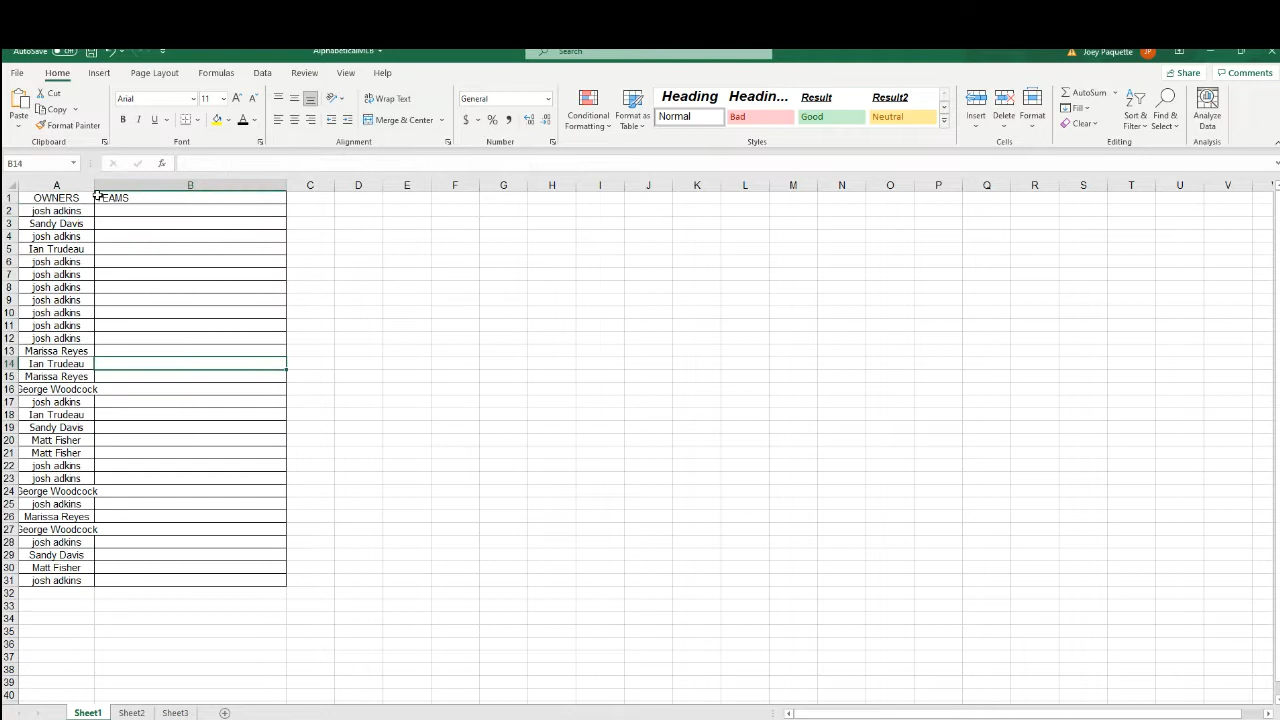 AutoSave Off AlphabeticalMLB Search Joey Paquette JP
File Home Insert Page Layout Formulas Data Review View Help Share Comments
Paste Cut Copy Format Painter
Arial 11 A A B I U A
Wrap Text Merge & Center
General $ % 9
Conditional Formatting Format as Table
Heading Headin... Result Result2
Normal Bad Good Neutral
Insert Delete Format
AutoSum Fill Clear Sort & Filter Find & Select
Analyze Data
Clipboard Font Alignment Number Styles Cells Editing Analysis
B14 fx
A B C D E F G H I J K L M N O P Q R S T U V
1 OWNERS TEAMS
2 josh adkins
3 Sandy Davis
4 josh adkins
5 Ian Trudeau
6 josh adkins
7 josh adkins
8 josh adkins
9 josh adkins
10 josh adkins
11 josh adkins
12 josh adkins
13 Marissa Reyes
14 Ian Trudeau
15 Marissa Reyes
16 George Woodcock
17 josh adkins
18 Ian Trudeau
19 Sandy Davis
20 Matt Fisher
21 Matt Fisher
22 josh adkins
23 josh adkins
24 George Woodcock
25 josh adkins
26 Marissa Reyes
27 George Woodcock
28 josh adkins
29 Sandy Davis
30 Matt Fisher
31 josh adkins
32
33
34
35
36
37
38
39
40
Sheet1 Sheet2 Sheet3